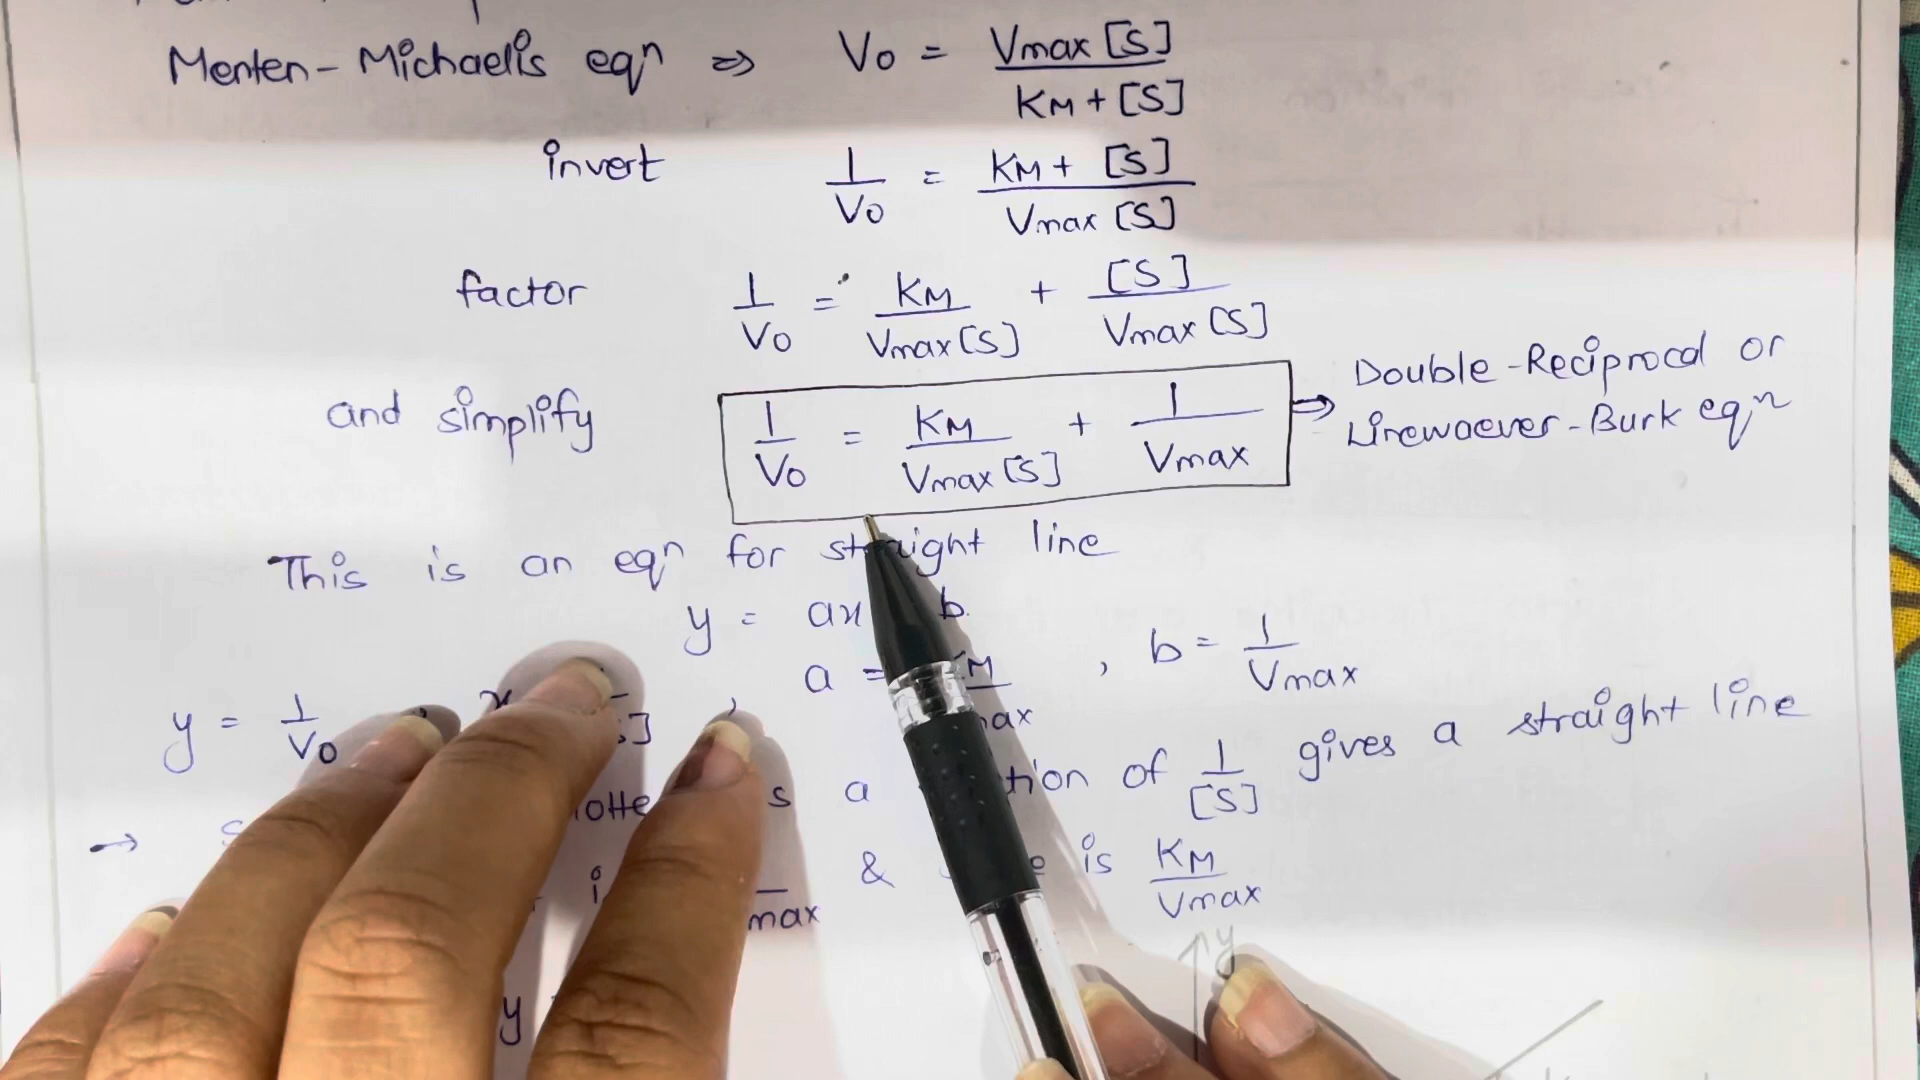 Menten-Michaelis eqn ⇒ Vo = Vmax [S] / KM + [S]
invert 1/Vo = KM + [S] / Vmax [S]
factor 1/Vo = KM / Vmax [S] + [S] / Vmax [S]
and simplify 1/Vo = KM / Vmax [S] + 1 / Vmax ⇒ Double-Reciprocal or
Linewaever-Burk eqn
This is an eqn for straight line
y = ax b
y = 1/Vo , x , a = , b = 1/Vmax
→ a of 1/[S] gives a straight line
max & is KM/Vmax
y
y